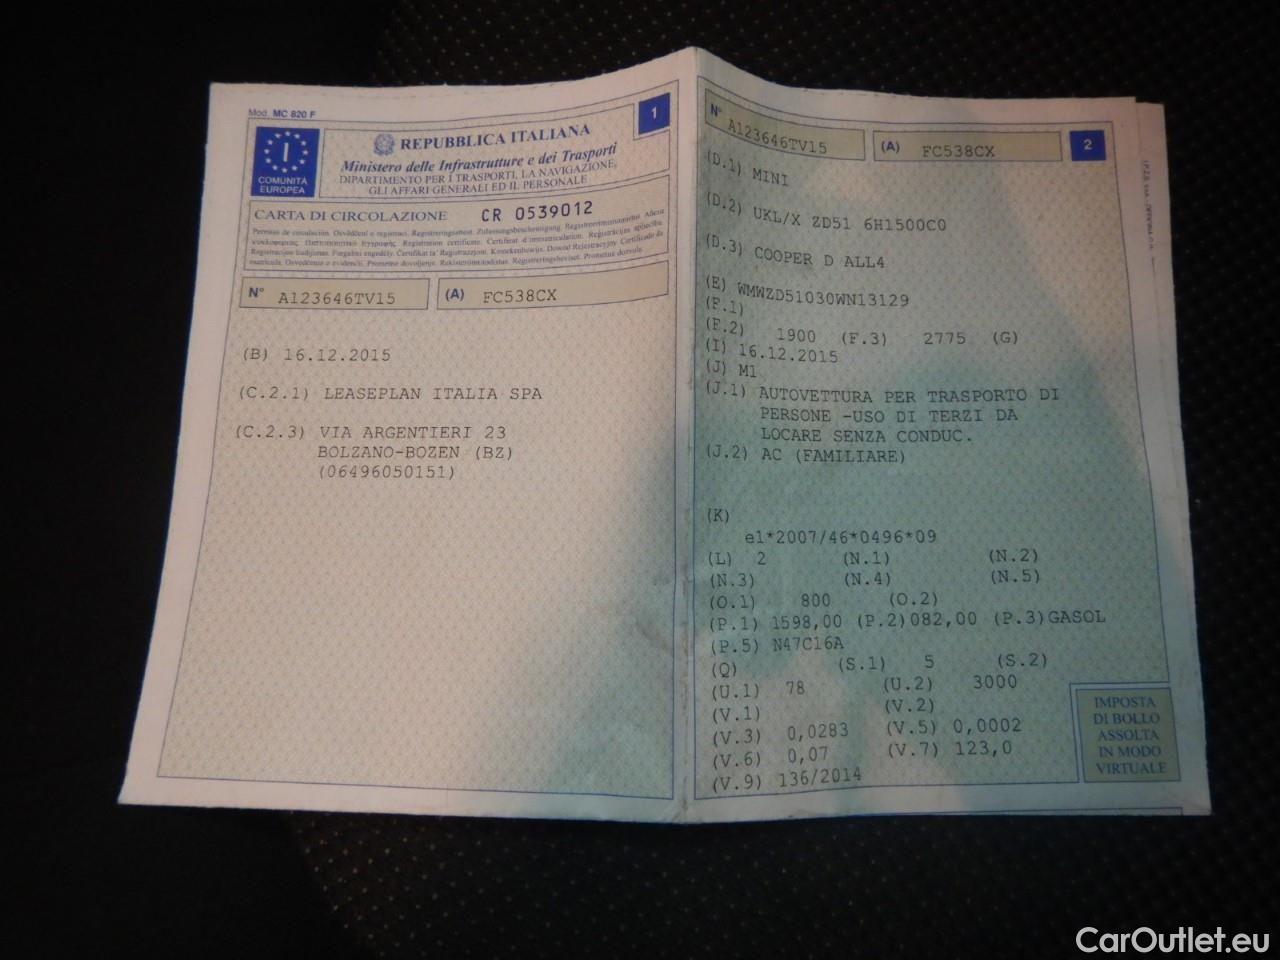 Mod. MC 820 F
1
I
COMUNITÀ
EUROPEA
REPUBBLICA ITALIANA
Ministero delle Infrastrutture e dei Trasporti
DIPARTIMENTO PER I TRASPORTI, LA NAVIGAZIONE,
GLI AFFARI GENERALI ED IL PERSONALE
CARTA DI CIRCOLAZIONE CR 0539012
N° A123646TV15 (A) FC538CX
(B) 16.12.2015
(C.2.1) LEASEPLAN ITALIA SPA
(C.2.3) VIA ARGENTIERI 23
BOLZANO-BOZEN (BZ)
(06496050151)
N° A123646TV15 (A) FC538CX 2
(D.1) MINI
(D.2) UKL/X ZD51 6H1500C0
(D.3) COOPER D ALL4
(E) WMWZD51030WN13129
(F.1)
(F.2) 1900 (F.3) 2775 (G)
(I) 16.12.2015
(J) M1
(J.1) AUTOVETTURA PER TRASPORTO DI
PERSONE -USO DI TERZI DA
LOCARE SENZA CONDUC.
(J.2) AC (FAMILIARE)
(K)
e1*2007/46*0496*09
(L) 2 (N.1) (N.2)
(N.3) (N.4) (N.5)
(O.1) 800 (O.2)
(P.1) 1598,00 (P.2)082,00 (P.3)GASOL
(P.5) N47C16A
(Q) (S.1) 5 (S.2)
(U.1) 78 (U.2) 3000
(V.1) (V.2)
(V.3) 0,0283 (V.5) 0,0002
(V.6) 0,07 (V.7) 123,0
(V.9) 136/2014
IMPOSTA
DI BOLLO
ASSOLTA
IN MODO
VIRTUALE
CarOutlet.eu